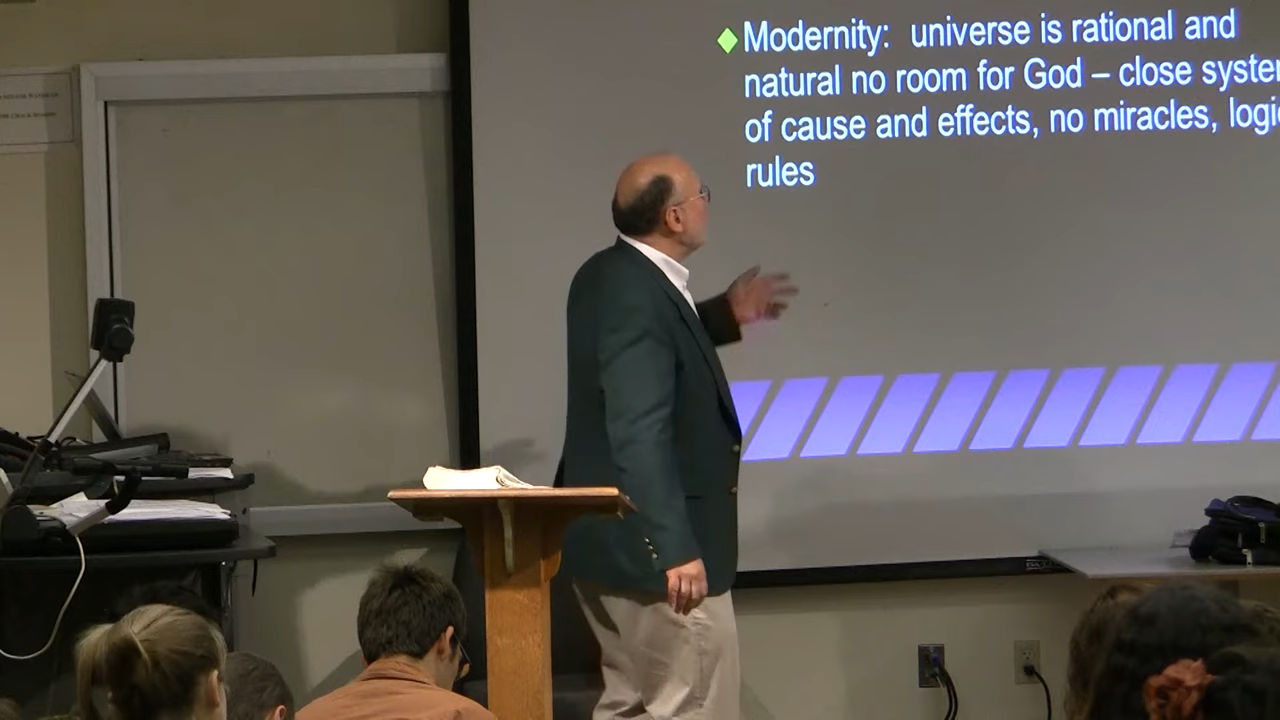 Modernity: universe is rational and
natural no room for God – close
of cause and effects, no miracles,
rules